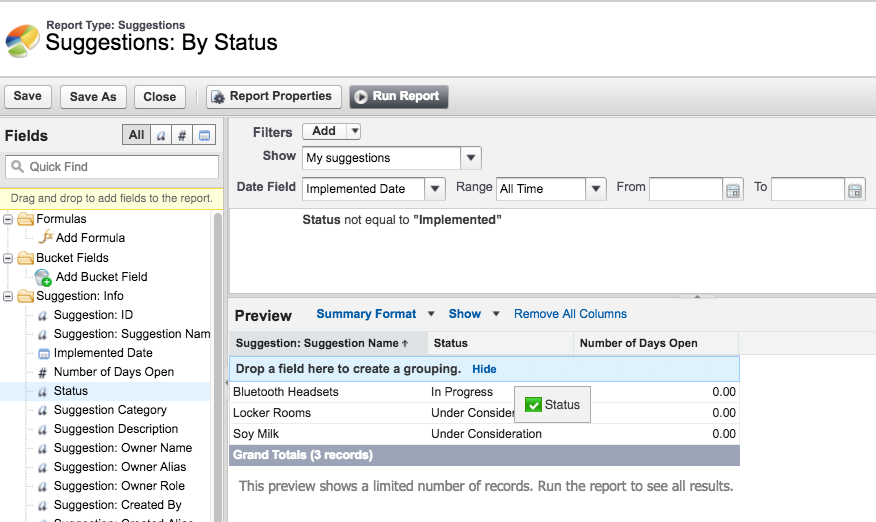 Report Type: Suggestions
Suggestions: By Status
Save Save As Close Report Properties Run Report
Fields All a #
Quick Find
Drag and drop to add fields to the report.
Formulas
fx Add Formula
Bucket Fields
Add Bucket Field
Suggestion: Info
a Suggestion: ID
a Suggestion: Suggestion Nam
Implemented Date
# Number of Days Open
a Status
a Suggestion Category
a Suggestion Description
a Suggestion: Owner Name
a Suggestion: Owner Alias
a Suggestion: Owner Role
a Suggestion: Created By
Filters Add
Show My suggestions
Date Field Implemented Date Range All Time From To
Status not equal to "Implemented"
Preview Summary Format Show Remove All Columns
Suggestion: Suggestion Name ↑ Status Number of Days Open
Drop a field here to create a grouping. Hide
Bluetooth Headsets In Progress 0.00
Locker Rooms Under Consider 0.00
Status
Soy Milk Under Consideration 0.00
Grand Totals (3 records)
This preview shows a limited number of records. Run the report to see all results.